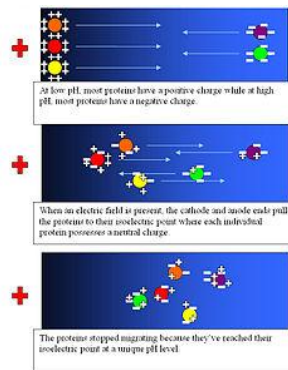 At low pH, most proteins have a positive charge while at high
pH, most proteins have a negative charge.
When an electric field is present, the cathode and anode ends pull
the proteins to their isoelectric point where each individual
protein possesses a neutral charge.
The proteins stopped migrating because they've reached their
isoelectric point at a unique pH level.